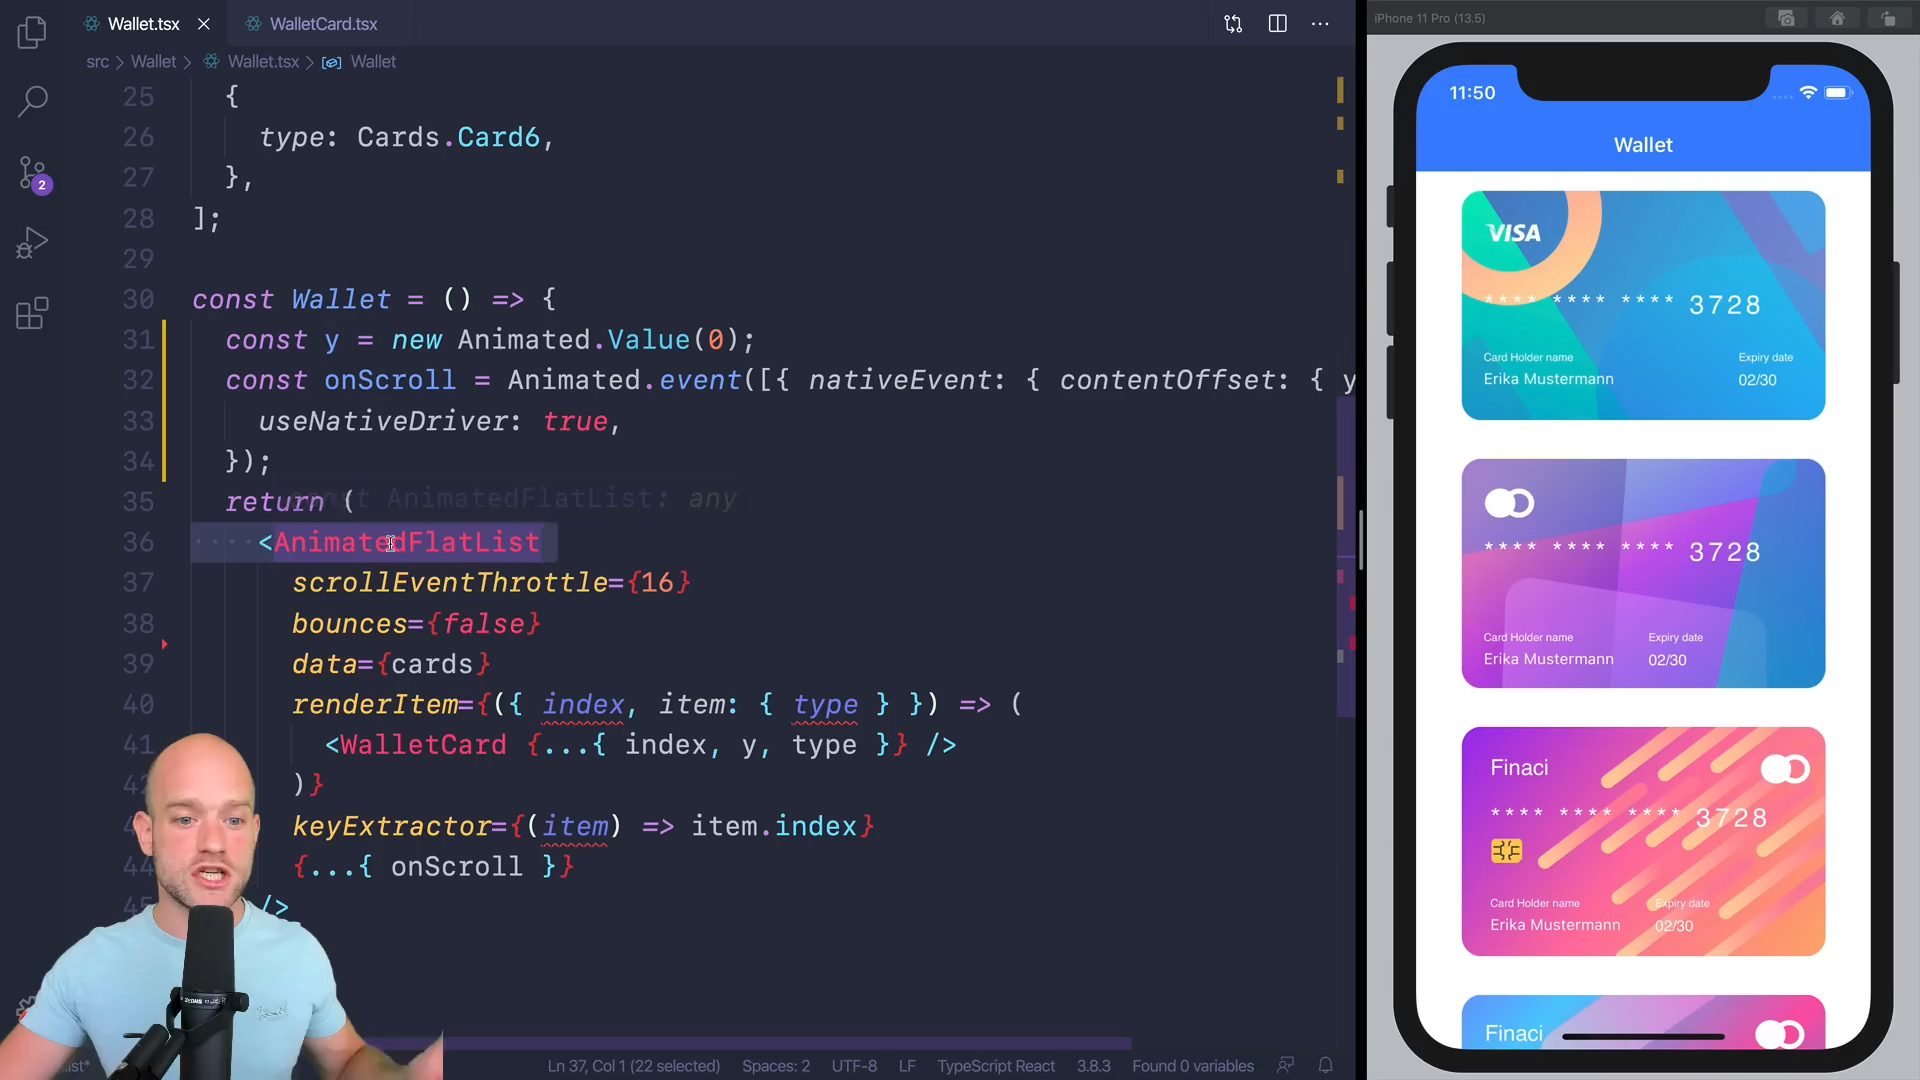 Wallet.tsx
WalletCard.tsx
src > Wallet > Wallet.tsx > Wallet
25 {
26 type: Cards.Card6,
27 },
28 ];
29
30 const Wallet = () => {
31 const y = new Animated.Value(0);
32 const onScroll = Animated.event([{ nativeEvent: { contentOffset: { y
33 useNativeDriver: true,
34 });
35 return (
const AnimatedFlatList: any
36 ····<AnimatedFlatList
37 scrollEventThrottle={16}
38 bounces={false}
39 data={cards}
40 renderItem={({ index, item: { type } }) => (
41 <WalletCard {...{ index, y, type }} />
)}
keyExtractor={(item) => item.index}
44 {...{ onScroll }}
/>
2
Ln 37, Col 1 (22 selected)
Spaces: 2
UTF-8
LF
TypeScript React
3.8.3
Found 0 variables
iPhone 11 Pro (13.5)
11:50
Wallet
VISA
**** **** **** 3728
Card Holder name
Expiry date
Erika Mustermann
02/30
**** **** **** 3728
Card Holder name
Expiry date
Erika Mustermann
02/30
Finaci
**** **** **** 3728
Card Holder name
Expiry date
Erika Mustermann
02/30
Finaci